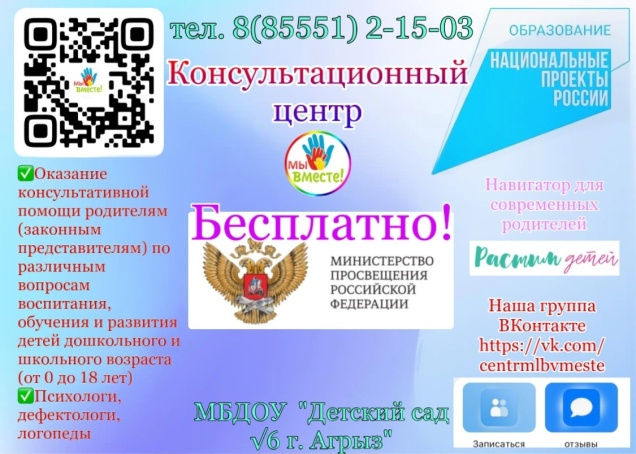 тел. 8(85551) 2-15-03
Консультационный
центр
Мы
Вместе!
ОБРАЗОВАНИЕ
НАЦИОНАЛЬНЫЕ
ПРОЕКТЫ
РОССИИ
МЫ
Вместе!
Бесплатно!
МИНИСТЕРСТВО
ПРОСВЕЩЕНИЯ
РОССИЙСКОЙ
ФЕДЕРАЦИИ
✅Оказание
консультативной
помощи родителям
(законным
представителям) по
различным
вопросам
воспитания,
обучения и развития
детей дошкольного и
школьного возраста
(от 0 до 18 лет)
✅Психологи,
дефектологи,
логопеды
Навигатор для
современных
родителей
Растим детей
Наша группа
ВКонтакте
https://vk.com/
centrmlbvmeste
Записаться
отзывы
МБДОУ "Детский сад
√6 г. Агрыз"